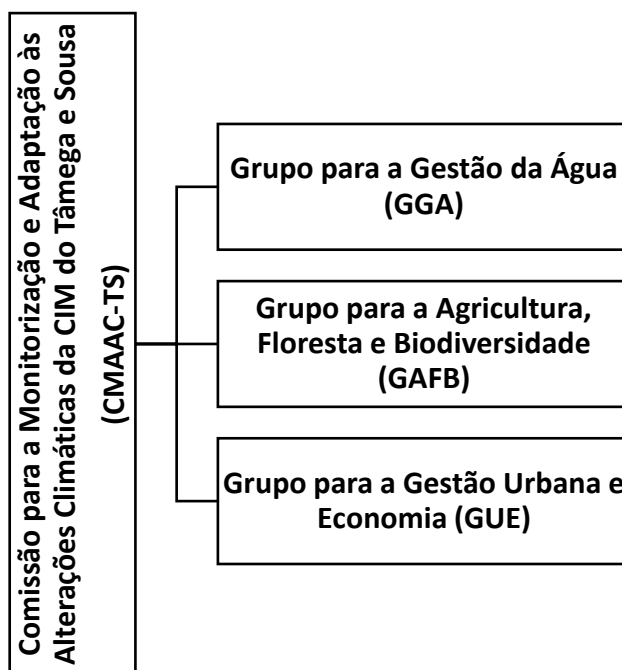 Comissão para a Monitorização e Adaptação às
Alterações Climáticas da CIM do Tâmega e Sousa
(CMAAC-TS)
Grupo para a Gestão da Água
(GGA)
Grupo para a Agricultura,
Floresta e Biodiversidade
(GAFB)
Grupo para a Gestão Urbana e
Economia (GUE)